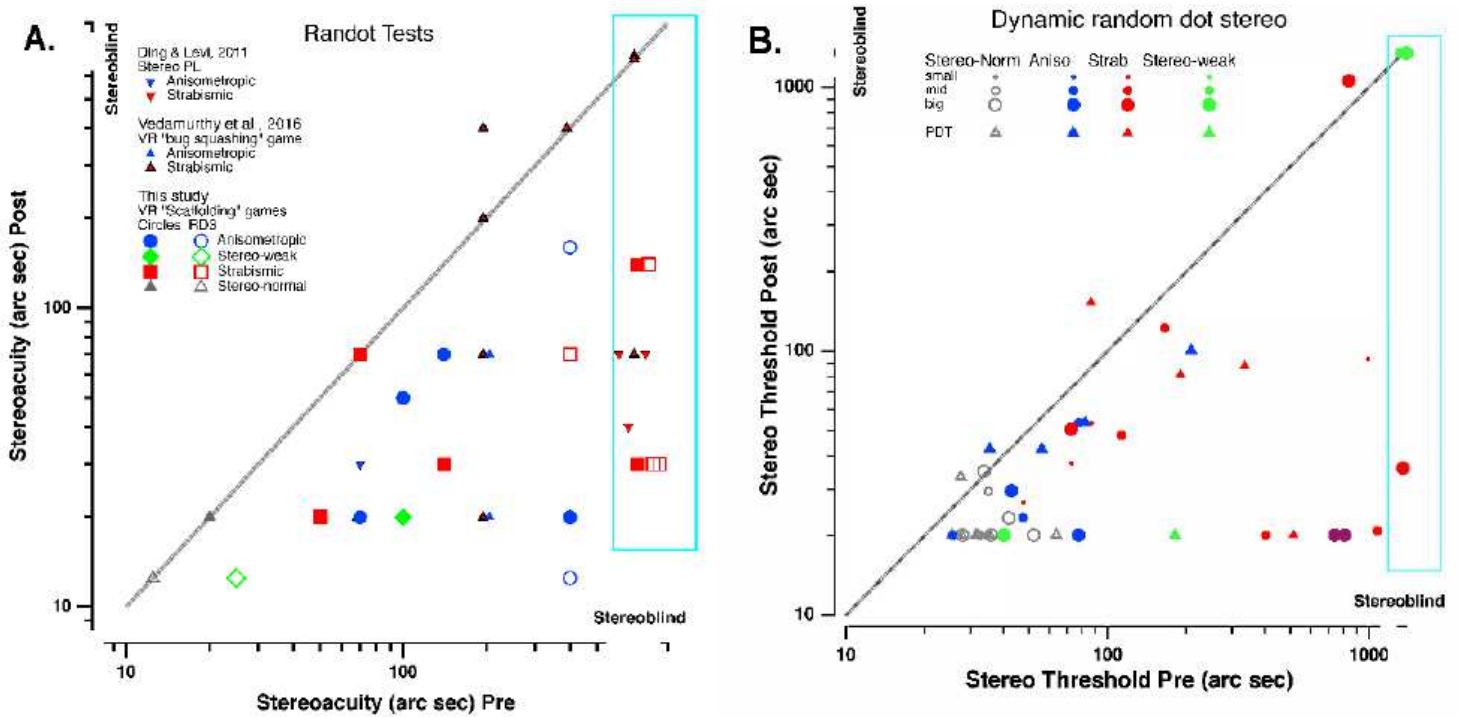 A.
Randot Tests
Stereoblind
Ding & Levi, 2011
Stereo PL
Anisometropic
Strabismic
Vedamurthy et al , 2016
VR "bug squashing" game
Anisometropic
Strabismic
This study
VR "Scaffolding" games
Circles RDS
Anisometropic
Stereo-weak
Strabismic
Stereo-normal
Stereoacuity (arc sec) Post
100
10
Stereoblind
10
100
Stereoacuity (arc sec) Pre
B.
Dynamic random dot stereo
Stereoblind
Stereo-Norm Aniso Strab Stereo-weak
small
mid
big
PDT
Stereo Threshold Post (arc sec)
1000
100
10
Stereoblind
10
100
1000
Stereo Threshold Pre (arc sec)